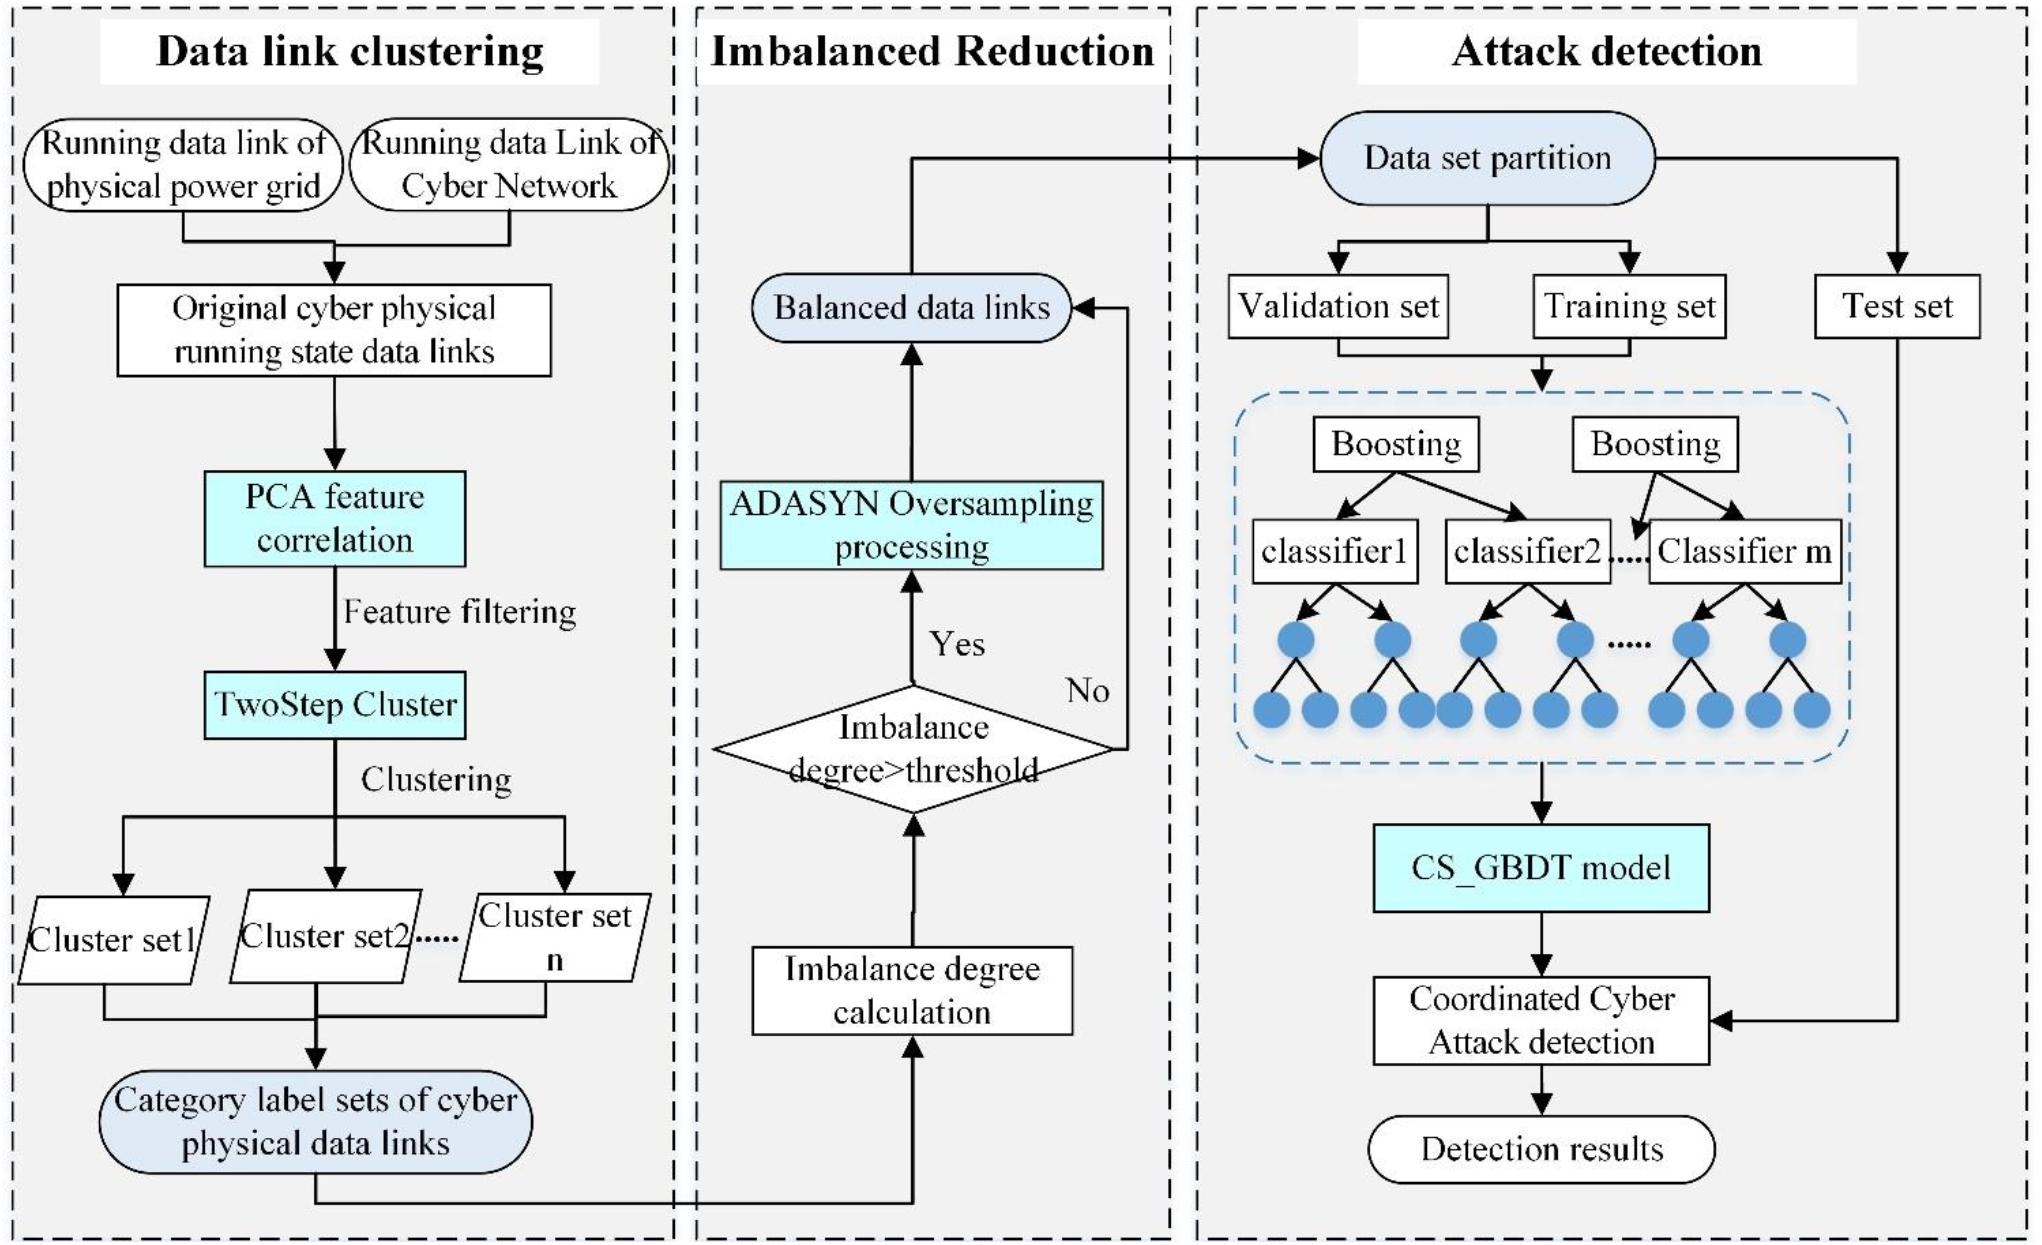 Data link clustering
Running data link of
physical power grid
Running data Link of
Cyber Network
Original cyber physical
running state data links
PCA feature
correlation
Feature filtering
TwoStep Cluster
Clustering
Cluster set1
Cluster set2
.....
Cluster set
n
Category label sets of cyber
physical data links
Imbalanced Reduction
Balanced data links
ADASYN Oversampling
processing
Yes
No
Imbalance
degree>threshold
Imbalance degree
calculation
Attack detection
Data set partition
Validation set
Training set
Test set
Boosting
Boosting
classifier1
classifier2
.....
Classifier m
.....
CS_GBDT model
Coordinated Cyber
Attack detection
Detection results